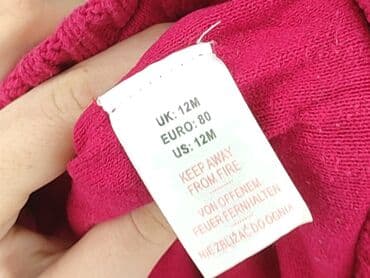 UK: 12M
EURO: 80
US: 12M
KEEP AWAY
FROM FIRE
VON OFFENEM
FEUER FERNHALTEN
NIE ZBLIŻAĆ DO OGNIA